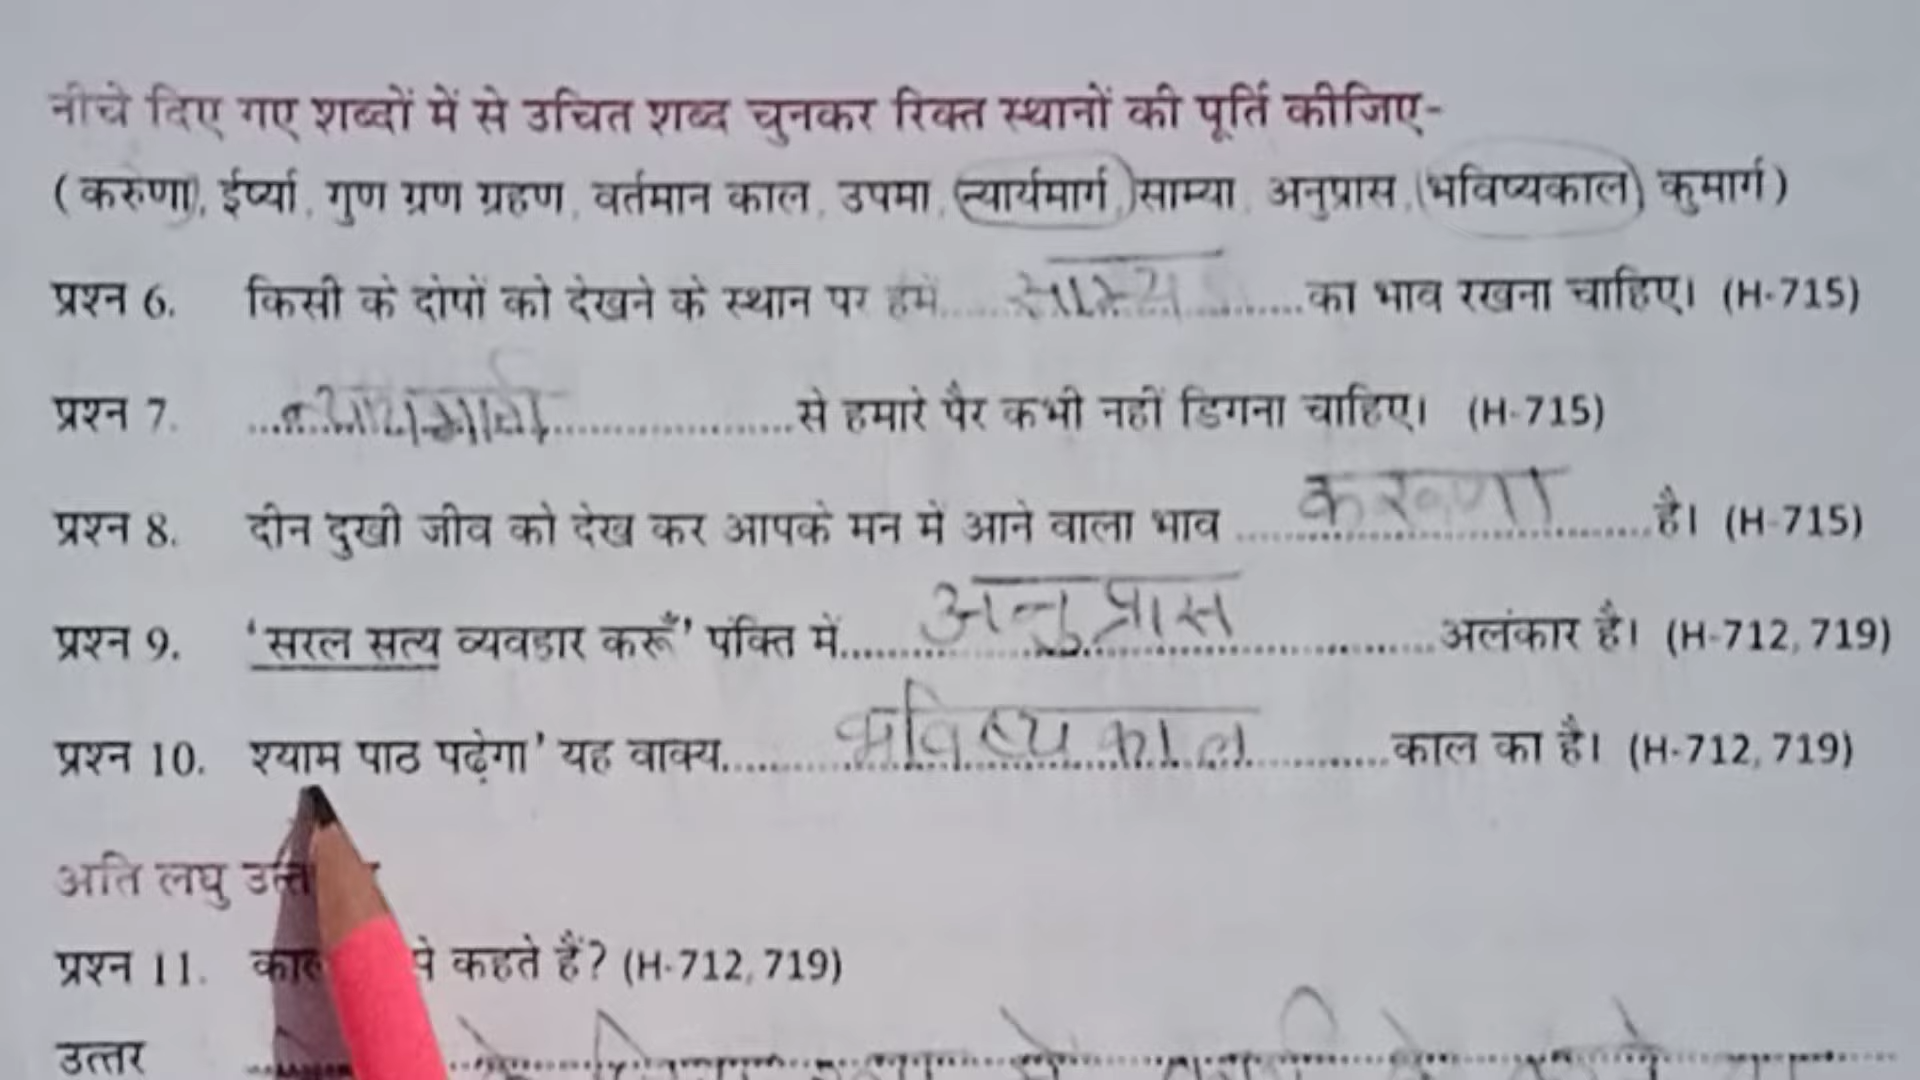 नीचे दिए गए शब्दों में से उचित शब्द चुनकर रिक्त स्थानों की पूर्ति कीजिए-
(करुणा, ईर्ष्या, गुण ग्रण ग्रहण, वर्तमान काल, उपमा, न्यार्यमार्ग, साम्या, अनुप्रास, भविष्यकाल, कुमार्ग)
प्रश्न 6. किसी के दोषों को देखने के स्थान पर हमें..... साम्य .........का भाव रखना चाहिए। (H-715)
प्रश्न 7. ....न्यायमार्ग....................से हमारे पैर कभी नहीं डिगना चाहिए। (H-715)
प्रश्न 8. दीन दुखी जीव को देख कर आपके मन में आने वाला भाव ....करुणा..........है। (H-715)
प्रश्न 9. 'सरल सत्य व्यवडार करूँ' पंक्ति में......अनुप्रास..............अलंकार है। (H-712, 719)
प्रश्न 10. श्याम पाठ पढ़ेगा' यह वाक्य.......भविष्य काल..........काल का है। (H-712, 719)
अति लघु
प्रश्न 11. कहते हैं? (H-712, 719)
उत्तर